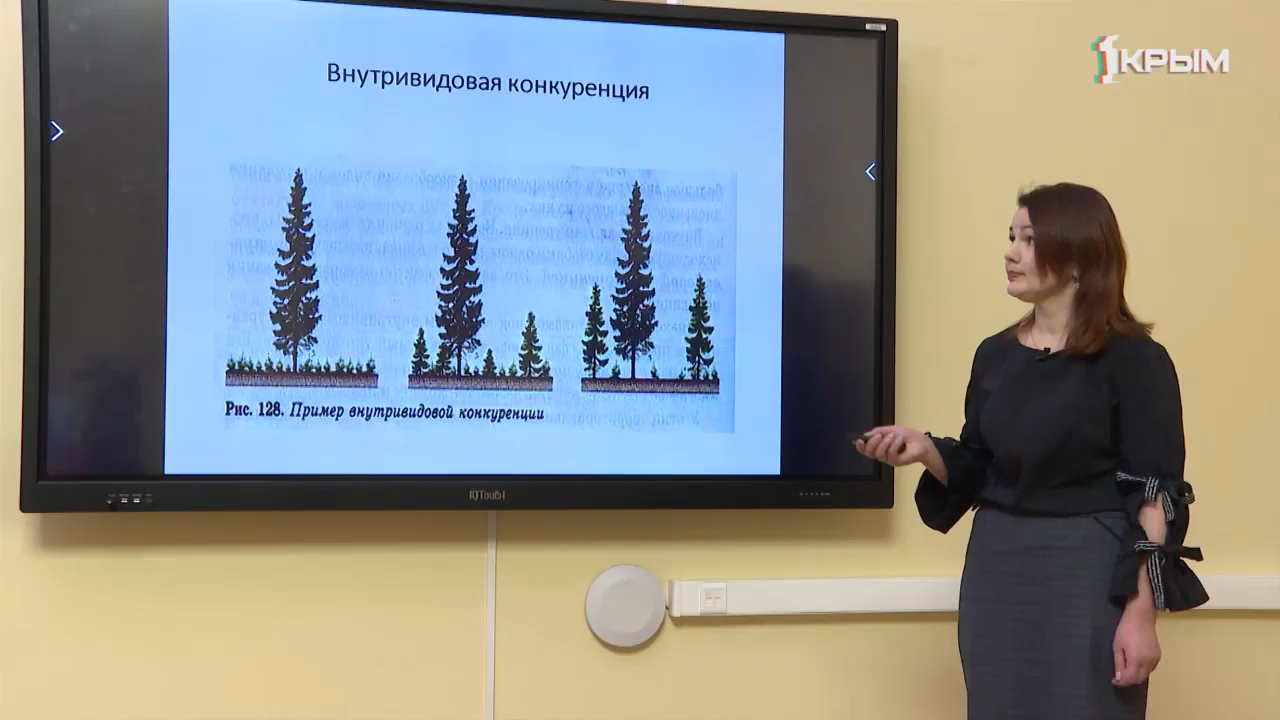 Внутривидовая конкуренция
1КРЫМ
Рис. 128. Пример внутривидовой конкуренции
IQTouch